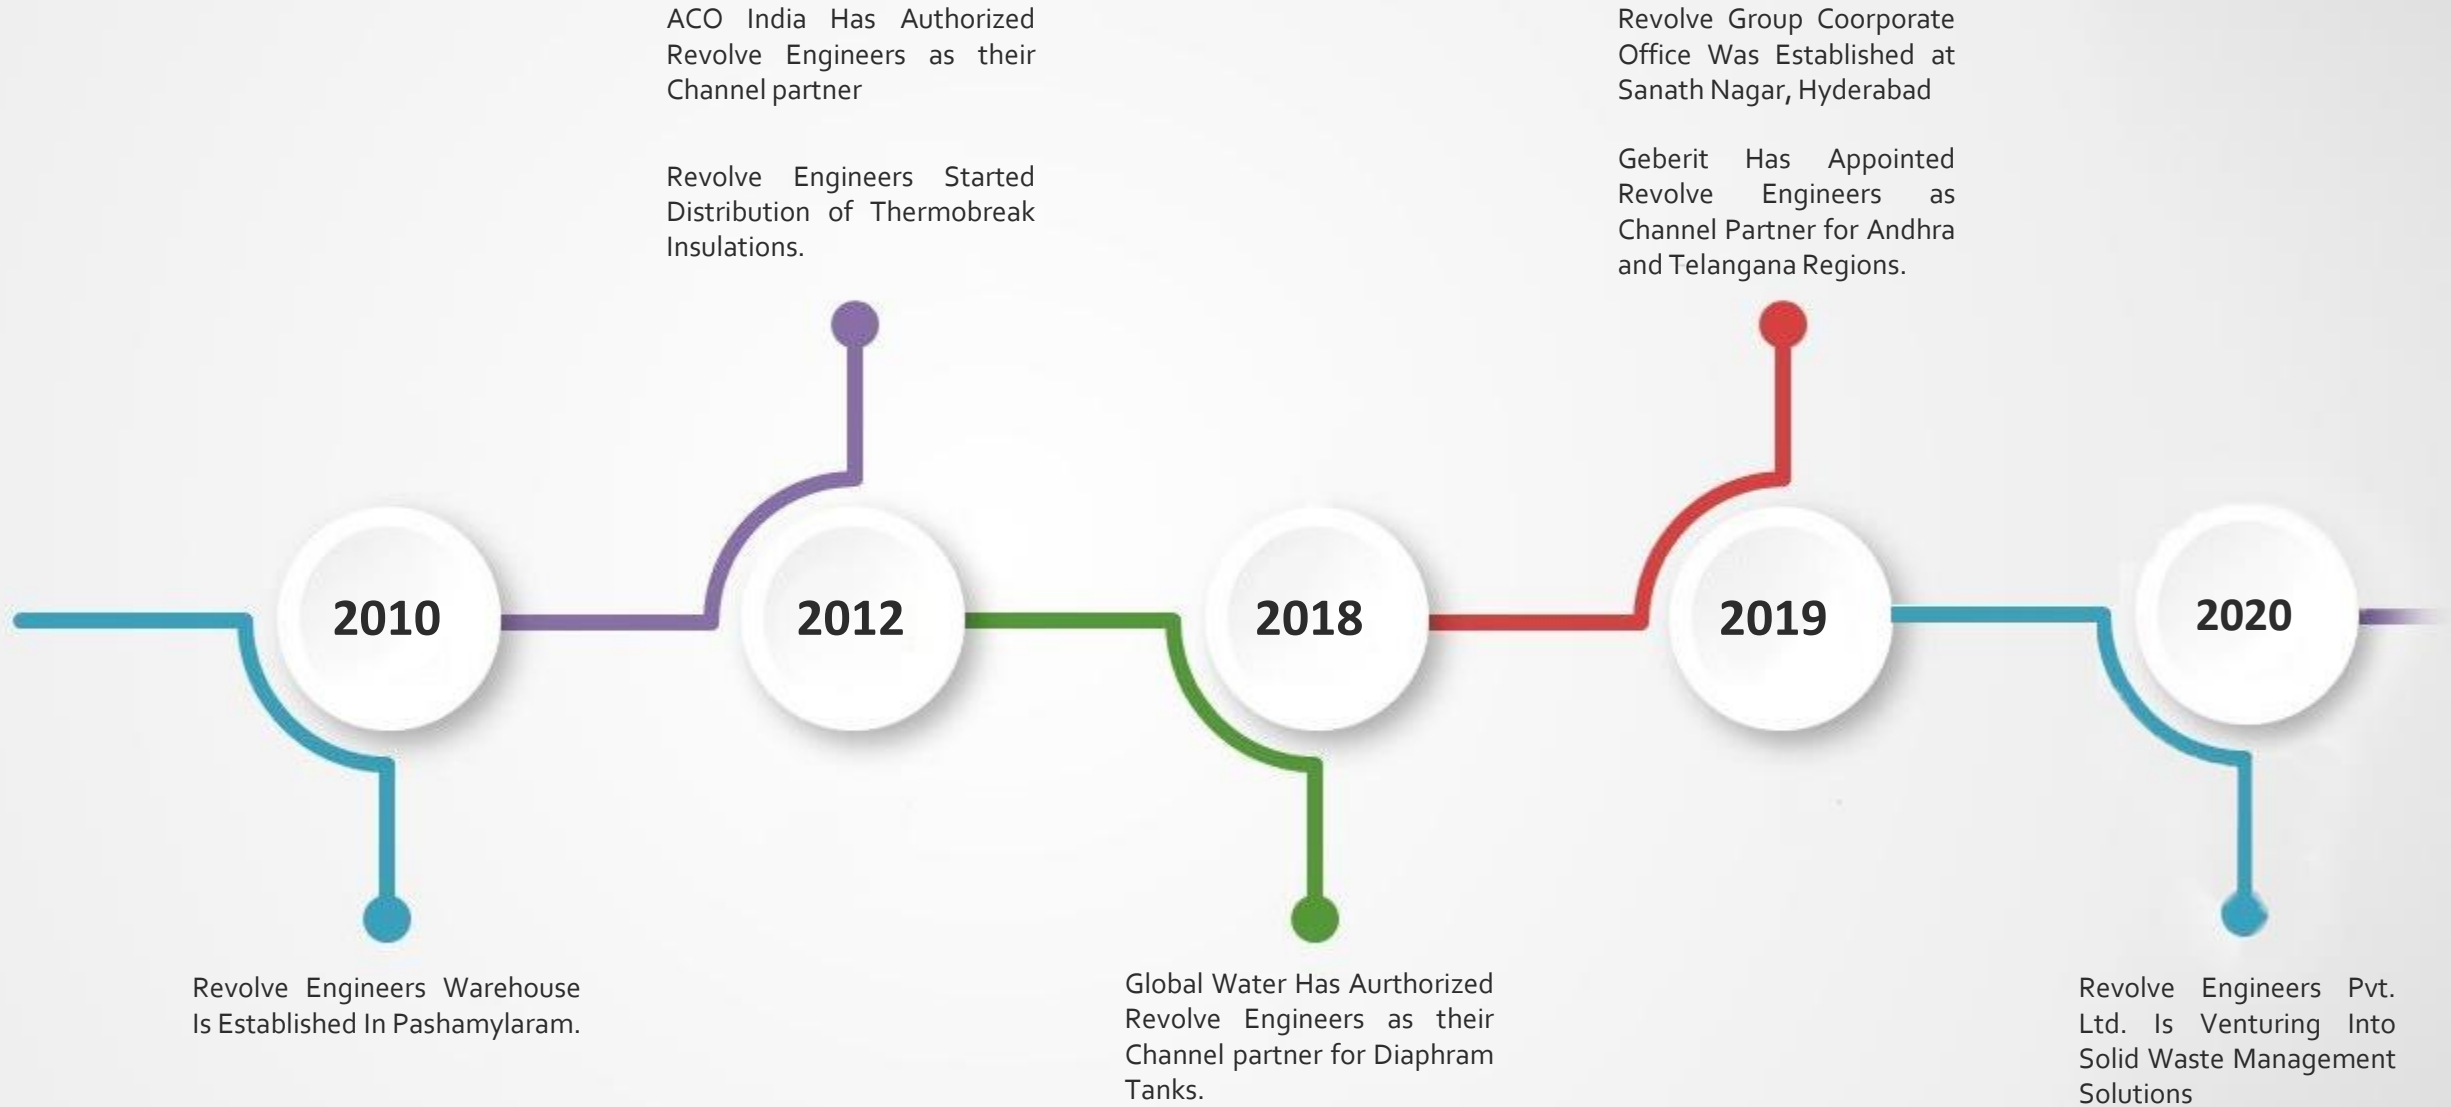 ACO India Has Authorized
Revolve Engineers as their
Channel partner
Revolve Engineers Started
Distribution of Thermobreak
Insulations.
Revolve Group Coorporate
Office Was Established at
Sanath Nagar, Hyderabad
Geberit Has Appointed
Revolve Engineers as
Channel Partner for Andhra
and Telangana Regions.
2010
2012
2018
2019
2020
Revolve Engineers Warehouse
Is Established In Pashamylaram.
Global Water Has Aurthorized
Revolve Engineers as their
Channel partner for Diaphram
Tanks.
Revolve Engineers Pvt.
Ltd. Is Venturing Into
Solid Waste Management
Solutions